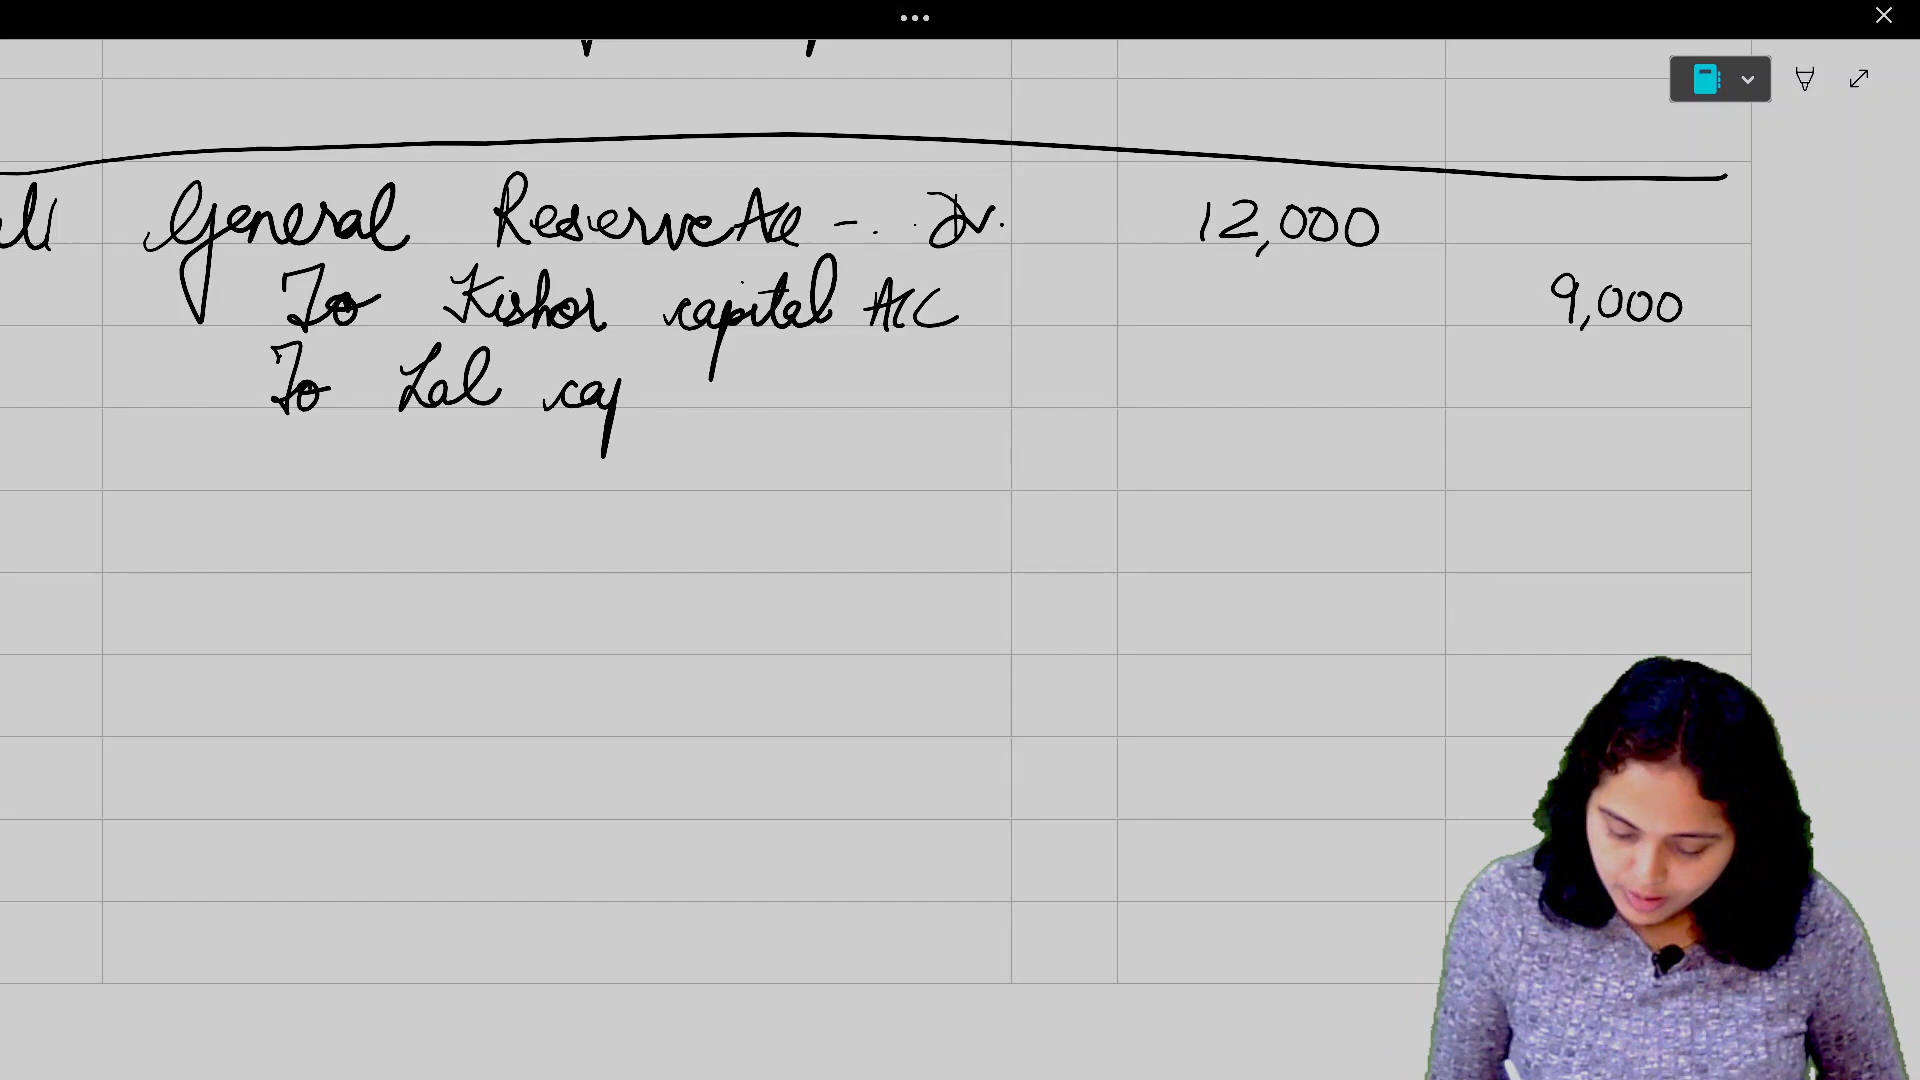 General Reserve A/c - . . Dr. 12,000
To Kishor capital A/C 9,000
To Lal cap